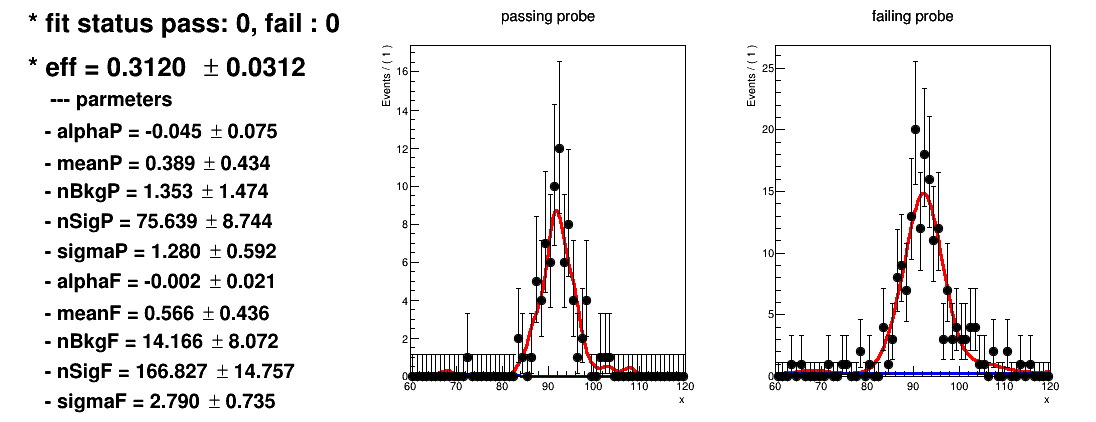 * fit status pass: 0, fail : 0
* eff = 0.3120 ± 0.0312
--- parmeters
- alphaP = -0.045 ± 0.075
- meanP = 0.389 ± 0.434
- nBkgP = 1.353 ± 1.474
- nSigP = 75.639 ± 8.744
- sigmaP = 1.280 ± 0.592
- alphaF = -0.002 ± 0.021
- meanF = 0.566 ± 0.436
- nBkgF = 14.166 ± 8.072
- nSigF = 166.827 ± 14.757
- sigmaF = 2.790 ± 0.735
passing probe
Events / ( 1 )
16
14
12
10
8
6
4
2
0
60 70 80 90 100 110 120
x
failing probe
Events / ( 1 )
25
20
15
10
5
0
60 70 80 90 100 110 120
x